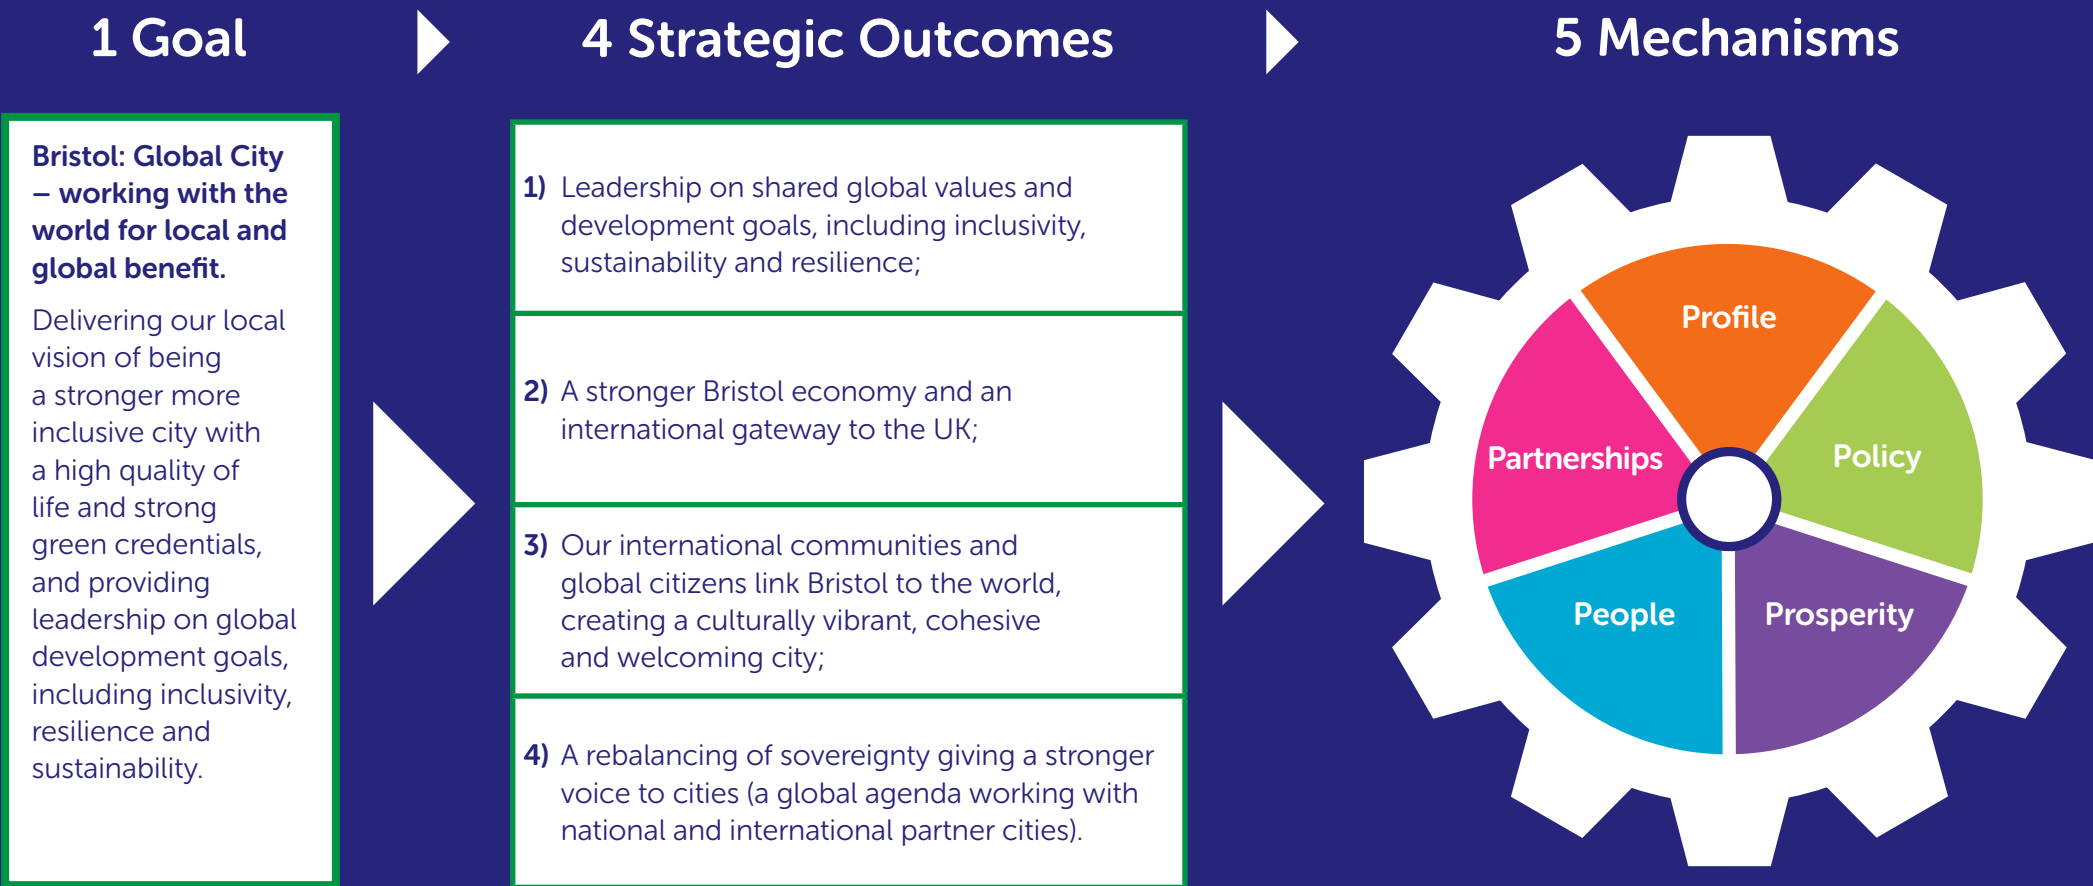 1 Goal
4 Strategic Outcomes
5 Mechanisms
Bristol: Global City
– working with the
world for local and
global benefit.
Delivering our local
vision of being
a stronger more
inclusive city with
a high quality of
life and strong
green credentials,
and providing
leadership on global
development goals,
including inclusivity,
resilience and
sustainability.
1) Leadership on shared global values and
development goals, including inclusivity,
sustainability and resilience;
2) A stronger Bristol economy and an
international gateway to the UK;
3) Our international communities and
global citizens link Bristol to the world,
creating a culturally vibrant, cohesive
and welcoming city;
4) A rebalancing of sovereignty giving a stronger
voice to cities (a global agenda working with
national and international partner cities).
Profile
Policy
Prosperity
People
Partnerships